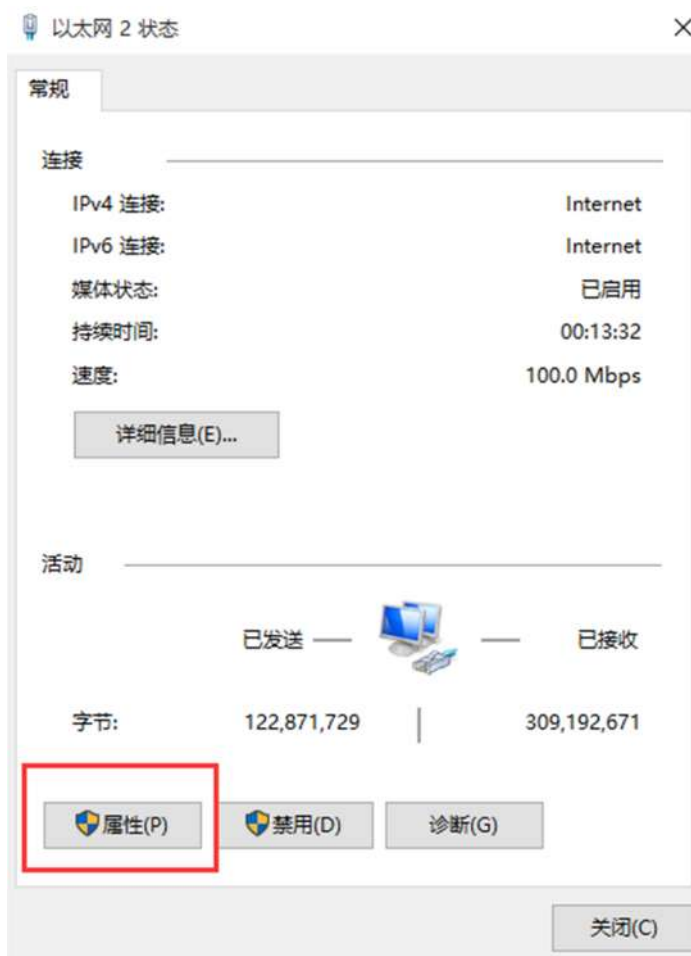 以太网 2 状态
常规
连接
IPv4 连接: Internet
IPv6 连接: Internet
媒体状态: 已启用
持续时间: 00:13:32
速度: 100.0 Mbps
详细信息(E)...
活动
已发送 — — 已接收
字节: 122,871,729 | 309,192,671
属性(P) 禁用(D) 诊断(G)
关闭(C)